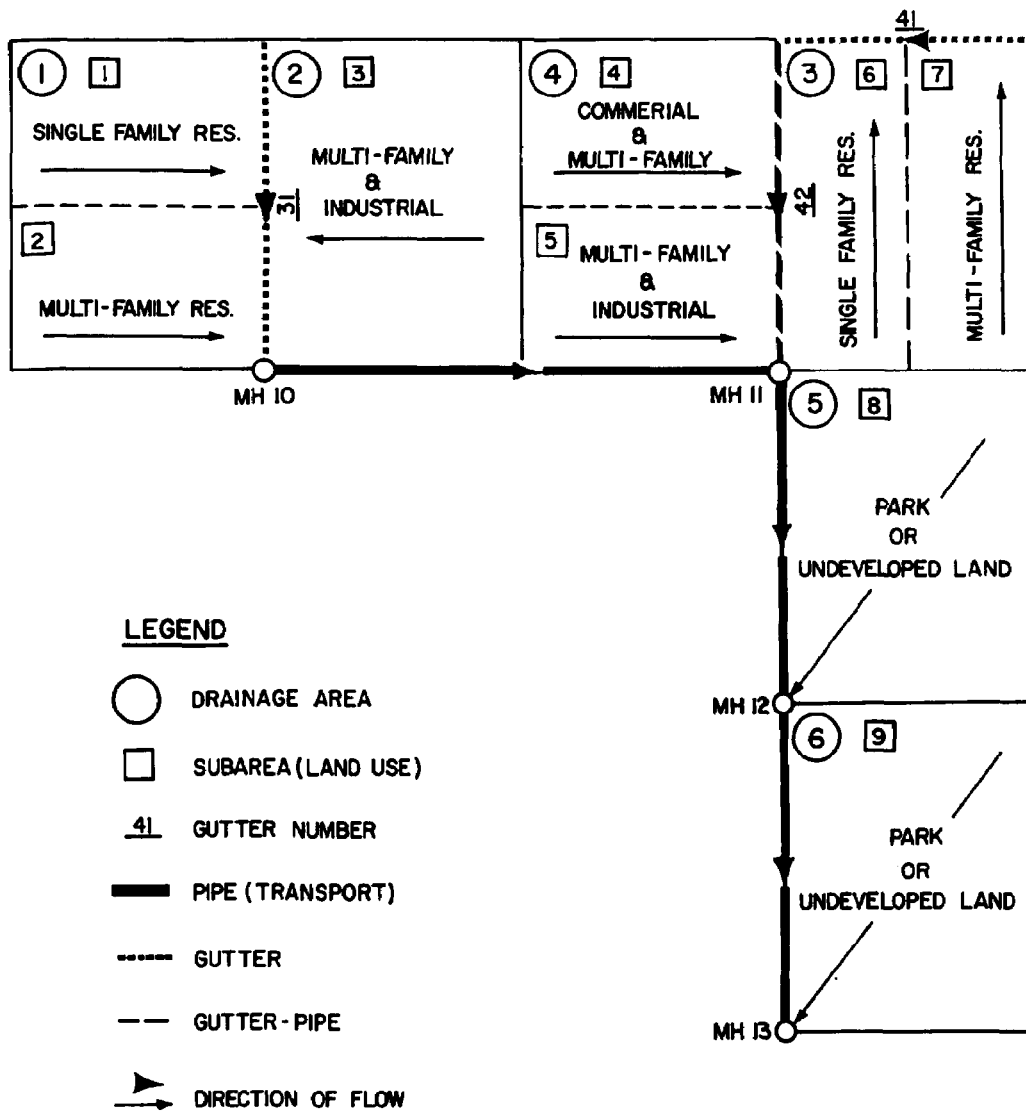 41
1 1
2 3
4 4
3 6 7
SINGLE FAMILY RES.
MULTI-FAMILY
&
INDUSTRIAL
COMMERIAL
&
MULTI-FAMILY
31
42
SINGLE FAMILY RES.
MULTI-FAMILY RES.
2
MULTI-FAMILY RES.
5
MULTI-FAMILY
&
INDUSTRIAL
MH 10
MH 11
5 8
PARK
OR
UNDEVELOPED LAND
MH 12
6 9
PARK
OR
UNDEVELOPED LAND
MH 13
LEGEND
DRAINAGE AREA
SUBAREA (LAND USE)
41 GUTTER NUMBER
PIPE (TRANSPORT)
GUTTER
GUTTER-PIPE
DIRECTION OF FLOW